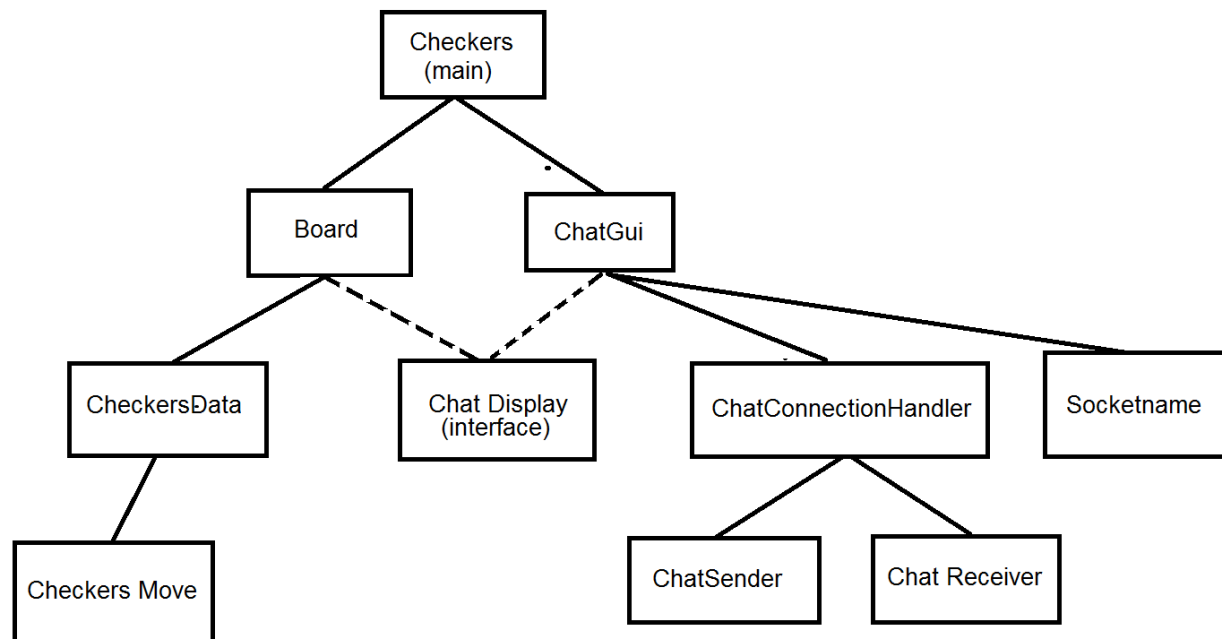 Checkers
(main)
Board
ChatGui
CheckersData
Chat Display
(interface)
ChatConnectionHandler
Socketname
Checkers Move
ChatSender
Chat Receiver